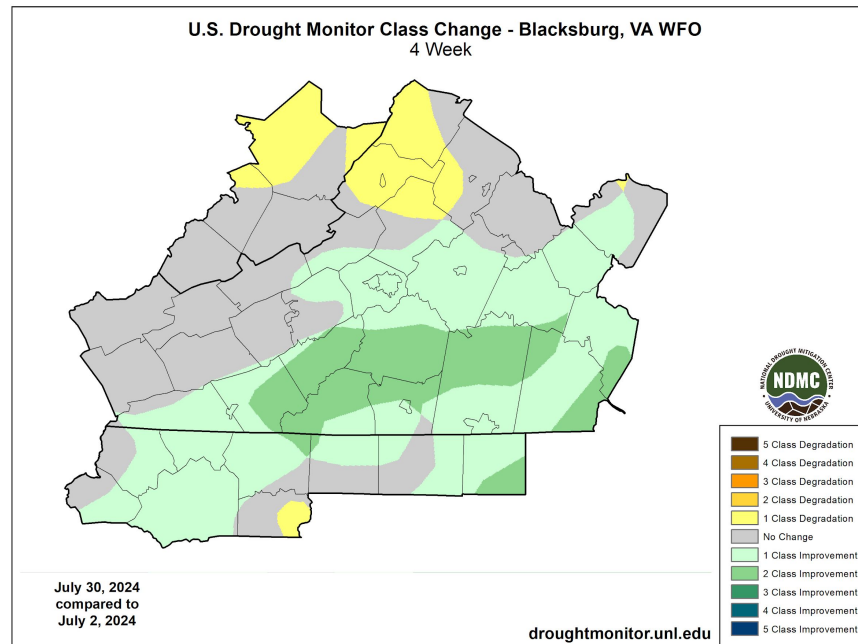 U.S. Drought Monitor Class Change - Blacksburg, VA WFO
4 Week
NATIONAL DROUGHT MITIGATION CENTER
NDMC
UNIVERSITY OF NEBRASKA
5 Class Degradation
4 Class Degradation
3 Class Degradation
2 Class Degradation
1 Class Degradation
No Change
1 Class Improvement
2 Class Improvement
3 Class Improvement
4 Class Improvement
5 Class Improvement
July 30, 2024
compared to
July 2, 2024
droughtmonitor.unl.edu